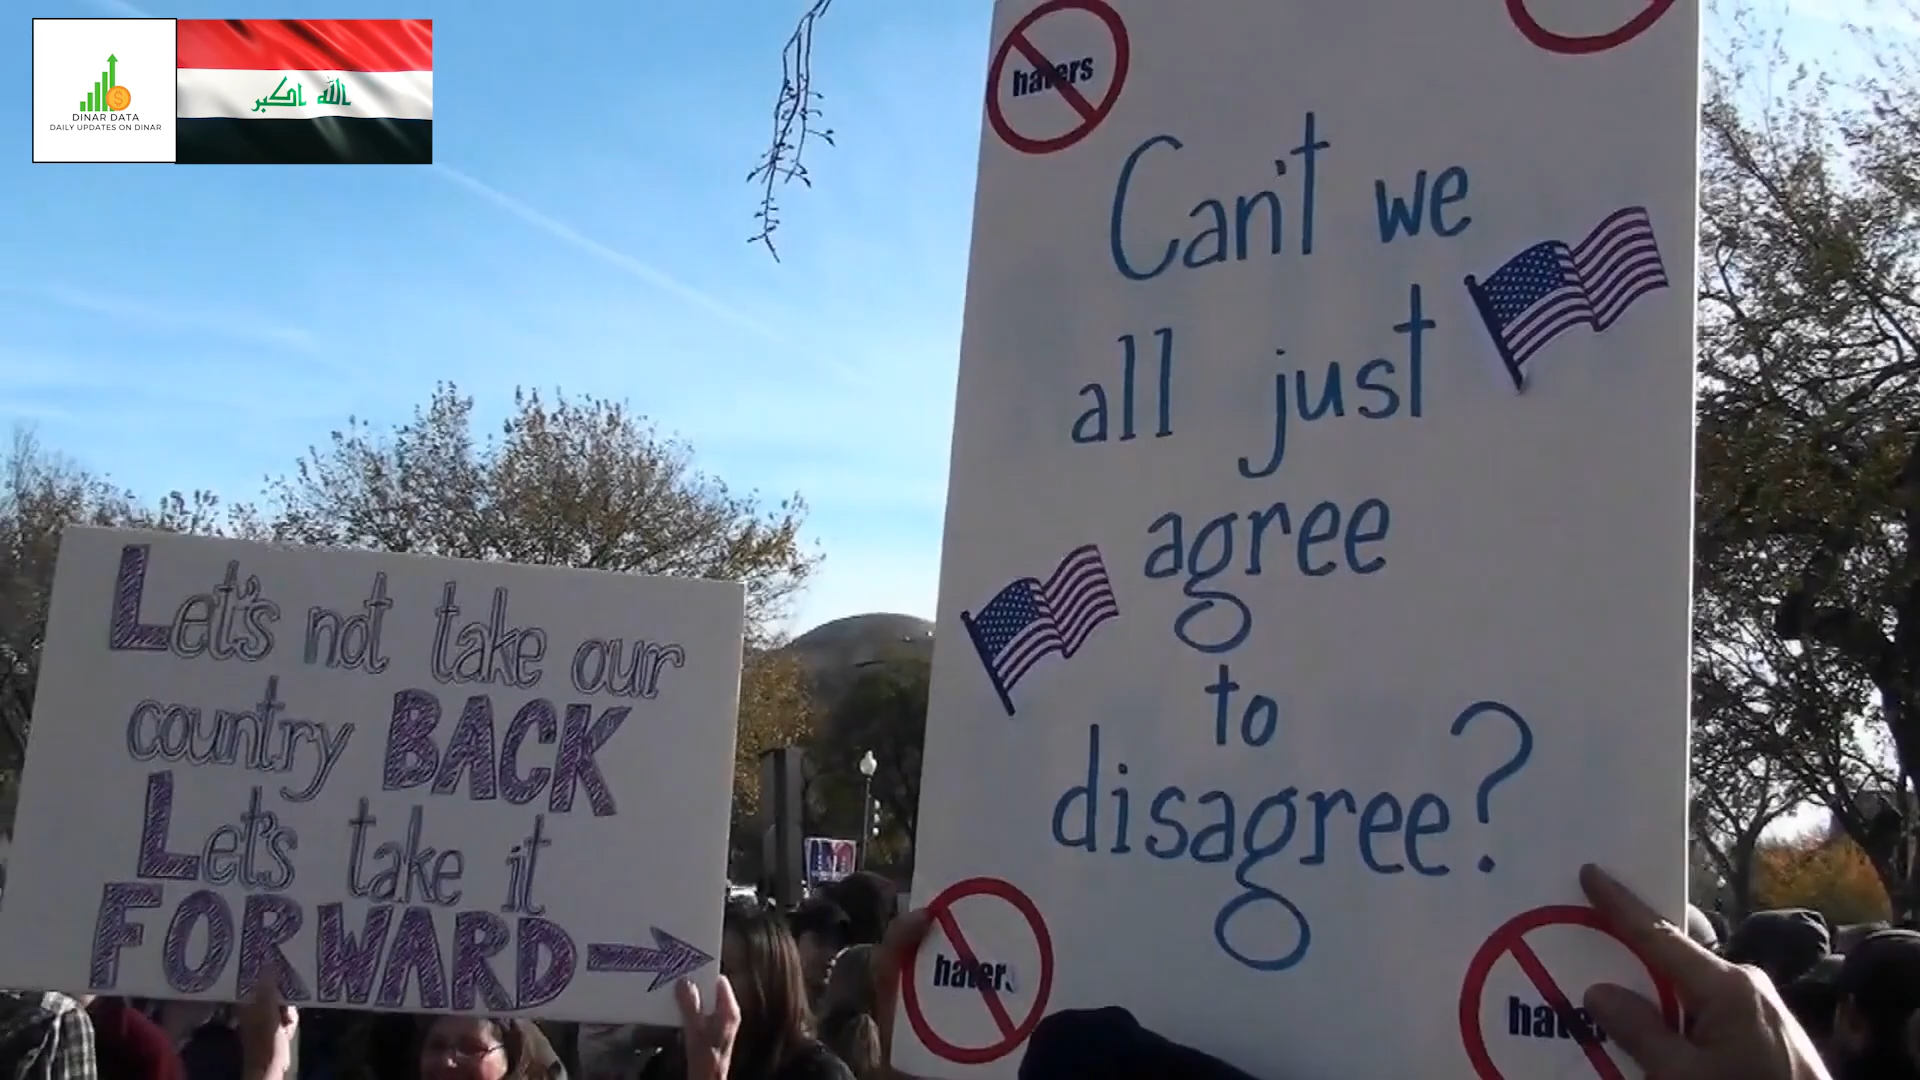 DINAR DATA
DAILY UPDATES ON DINAR
الله اكبر
Let's not take our
country BACK
Let's take it
FORWARD
haters
Can't we
all just
agree
to
disagree?